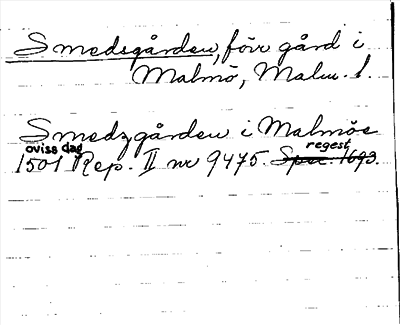 Smedsgården, förr gård i
Malmö, Malm. l.
Smedzgården i Malmöe
oviss dag regest
1501 Rep. II nr 9475. Spec. 1693.